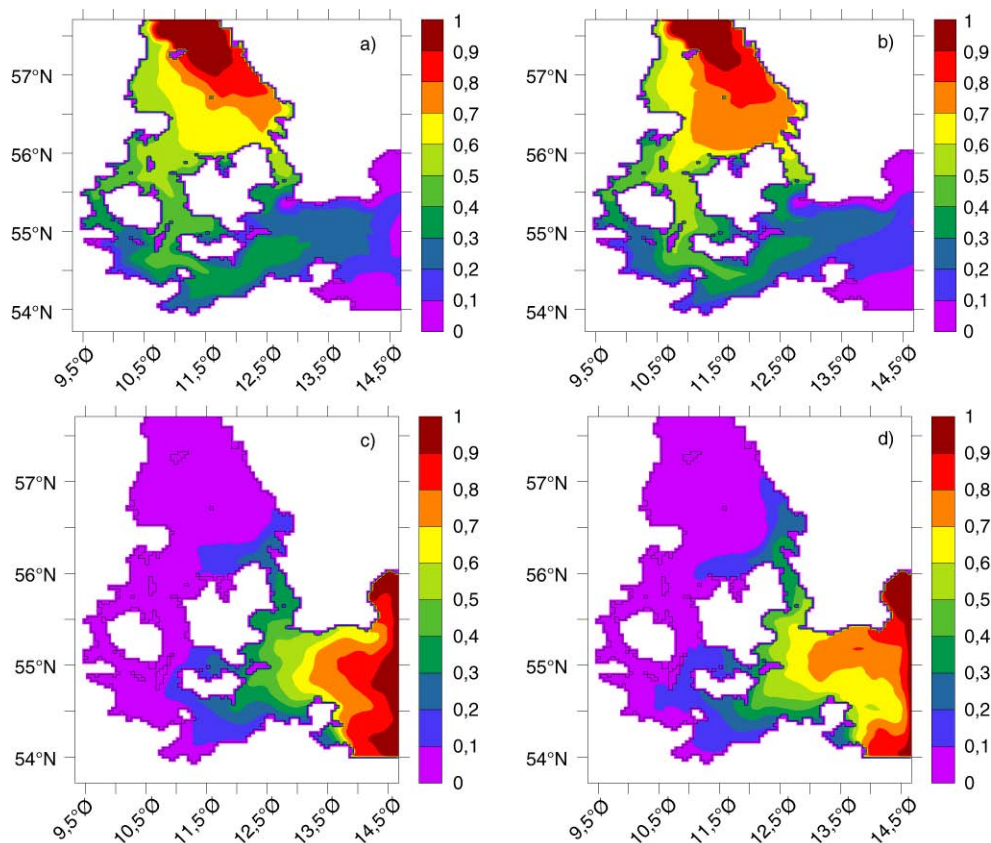 a)
57°N
56°N
55°N
54°N
9,5°Ø
10,5°Ø
11,5°Ø
12,5°Ø
13,5°Ø
14,5°Ø
1
0,9
0,8
0,7
0,6
0,5
0,4
0,3
0,2
0,1
0
b)
57°N
56°N
55°N
54°N
9,5°Ø
10,5°Ø
11,5°Ø
12,5°Ø
13,5°Ø
14,5°Ø
1
0,9
0,8
0,7
0,6
0,5
0,4
0,3
0,2
0,1
0
c)
57°N
56°N
55°N
54°N
9,5°Ø
10,5°Ø
11,5°Ø
12,5°Ø
13,5°Ø
14,5°Ø
1
0,9
0,8
0,7
0,6
0,5
0,4
0,3
0,2
0,1
0
d)
57°N
56°N
55°N
54°N
9,5°Ø
10,5°Ø
11,5°Ø
12,5°Ø
13,5°Ø
14,5°Ø
1
0,9
0,8
0,7
0,6
0,5
0,4
0,3
0,2
0,1
0